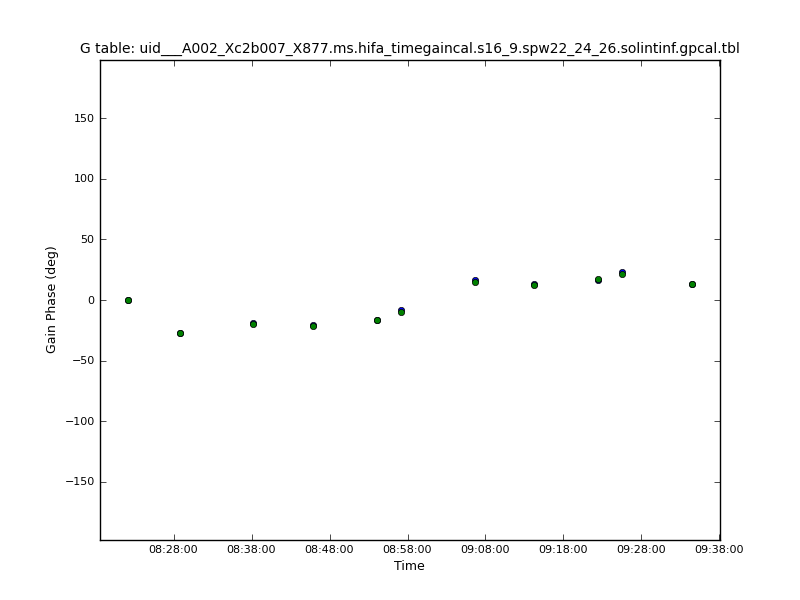 G table: uid___A002_Xc2b007_X877.ms.hifa_timegaincal.s16_9.spw22_24_26.solintinf.gpcal.tbl
150
100
50
0
−50
−100
−150
Gain Phase (deg)
08:28:00 08:38:00 08:48:00 08:58:00 09:08:00 09:18:00 09:28:00 09:38:00
Time